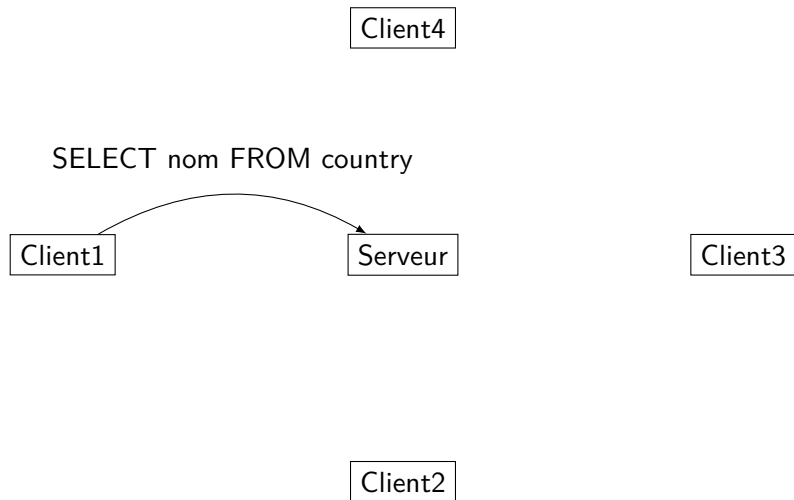 Client4
SELECT nom FROM country
Client1
Serveur
Client3
Client2